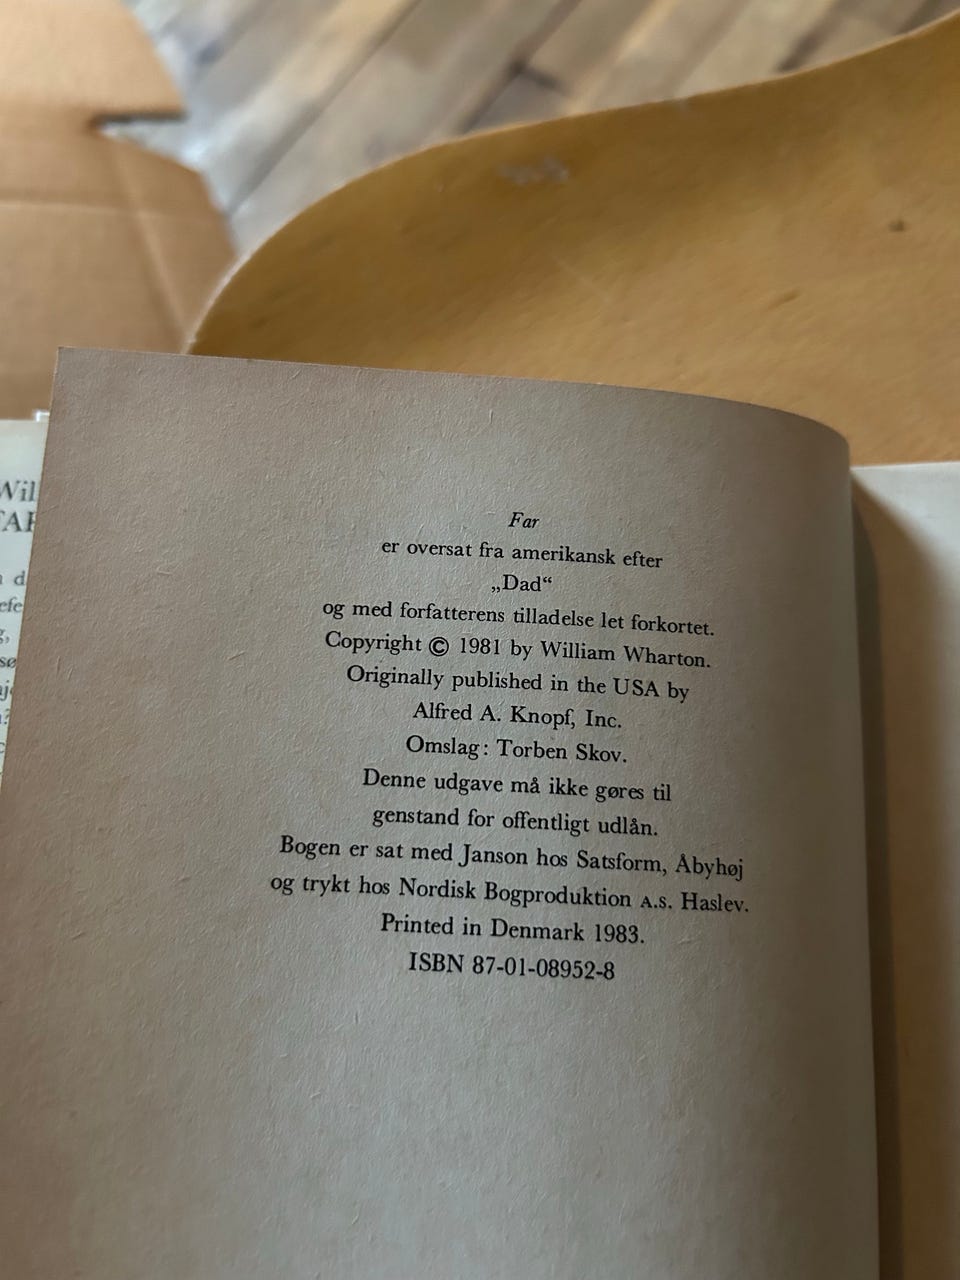 Far
er oversat fra amerikansk efter
„Dad“
og med forfatterens tilladelse let forkortet.
Copyright © 1981 by William Wharton.
Originally published in the USA by
Alfred A. Knopf, Inc.
Omslag: Torben Skov.
Denne udgave må ikke gøres til
genstand for offentligt udlån.
Bogen er sat med Janson hos Satsform, Åbyhøj
og trykt hos Nordisk Bogproduktion A.S. Haslev.
Printed in Denmark 1983.
ISBN 87-01-08952-8